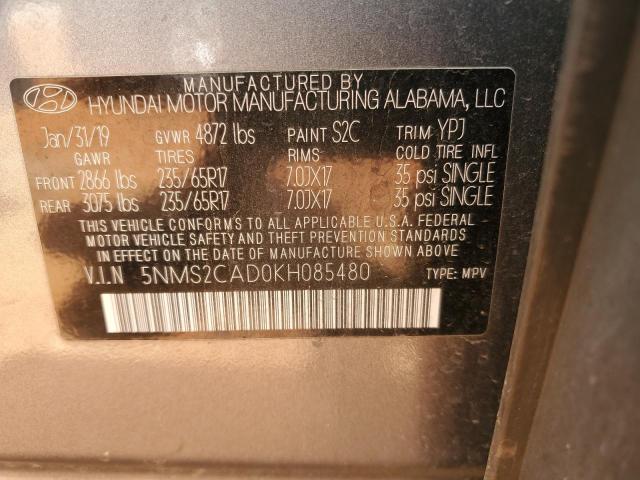 MANUFACTURED BY
HYUNDAI MOTOR MANUFACTURING ALABAMA, LLC
Jan/31/19 GVWR 4872 lbs PAINT S2C TRIM YPJ
GAWR TIRES RIMS COLD TIRE INFL
FRONT 2866 lbs 235/65R17 7.0JX17 35 psi SINGLE
REAR 3075 lbs 235/65R17 7.0JX17 35 psi SINGLE
THIS VEHICLE CONFORMS TO ALL APPLICABLE U.S.A. FEDERAL
MOTOR VEHICLE SAFETY AND THEFT PREVENTION STANDARDS
IN EFFECT ON THE DATE OF MANUFACTURE SHOWN ABOVE.
V.I.N 5NMS2CAD0KH085480 TYPE: MPV